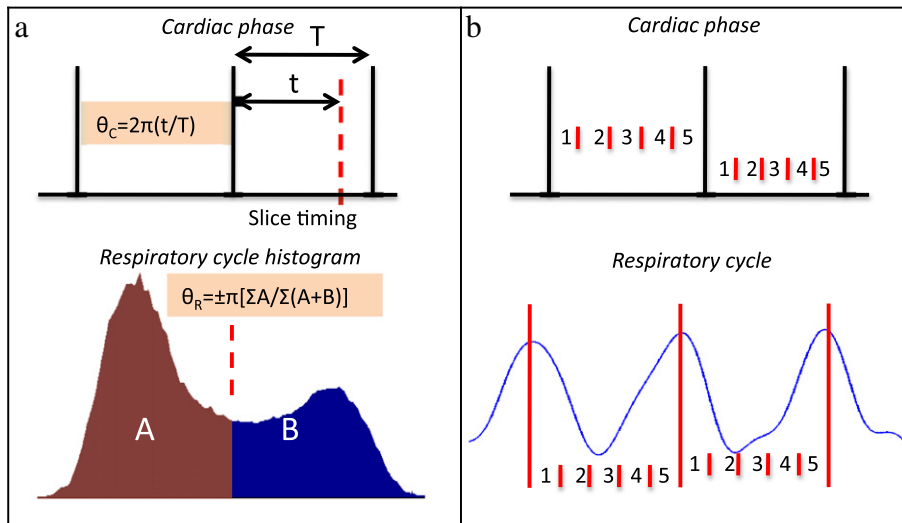 a
Cardiac phase
T
t
θC=2π(t/T)
Slice timing
Respiratory cycle histogram
θR=±π[ΣA/Σ(A+B)]
A
B
b
Cardiac phase
1 2 3 4 5
1 2 3 4 5
Respiratory cycle
1 2 3 4 5
1 2 3 4 5